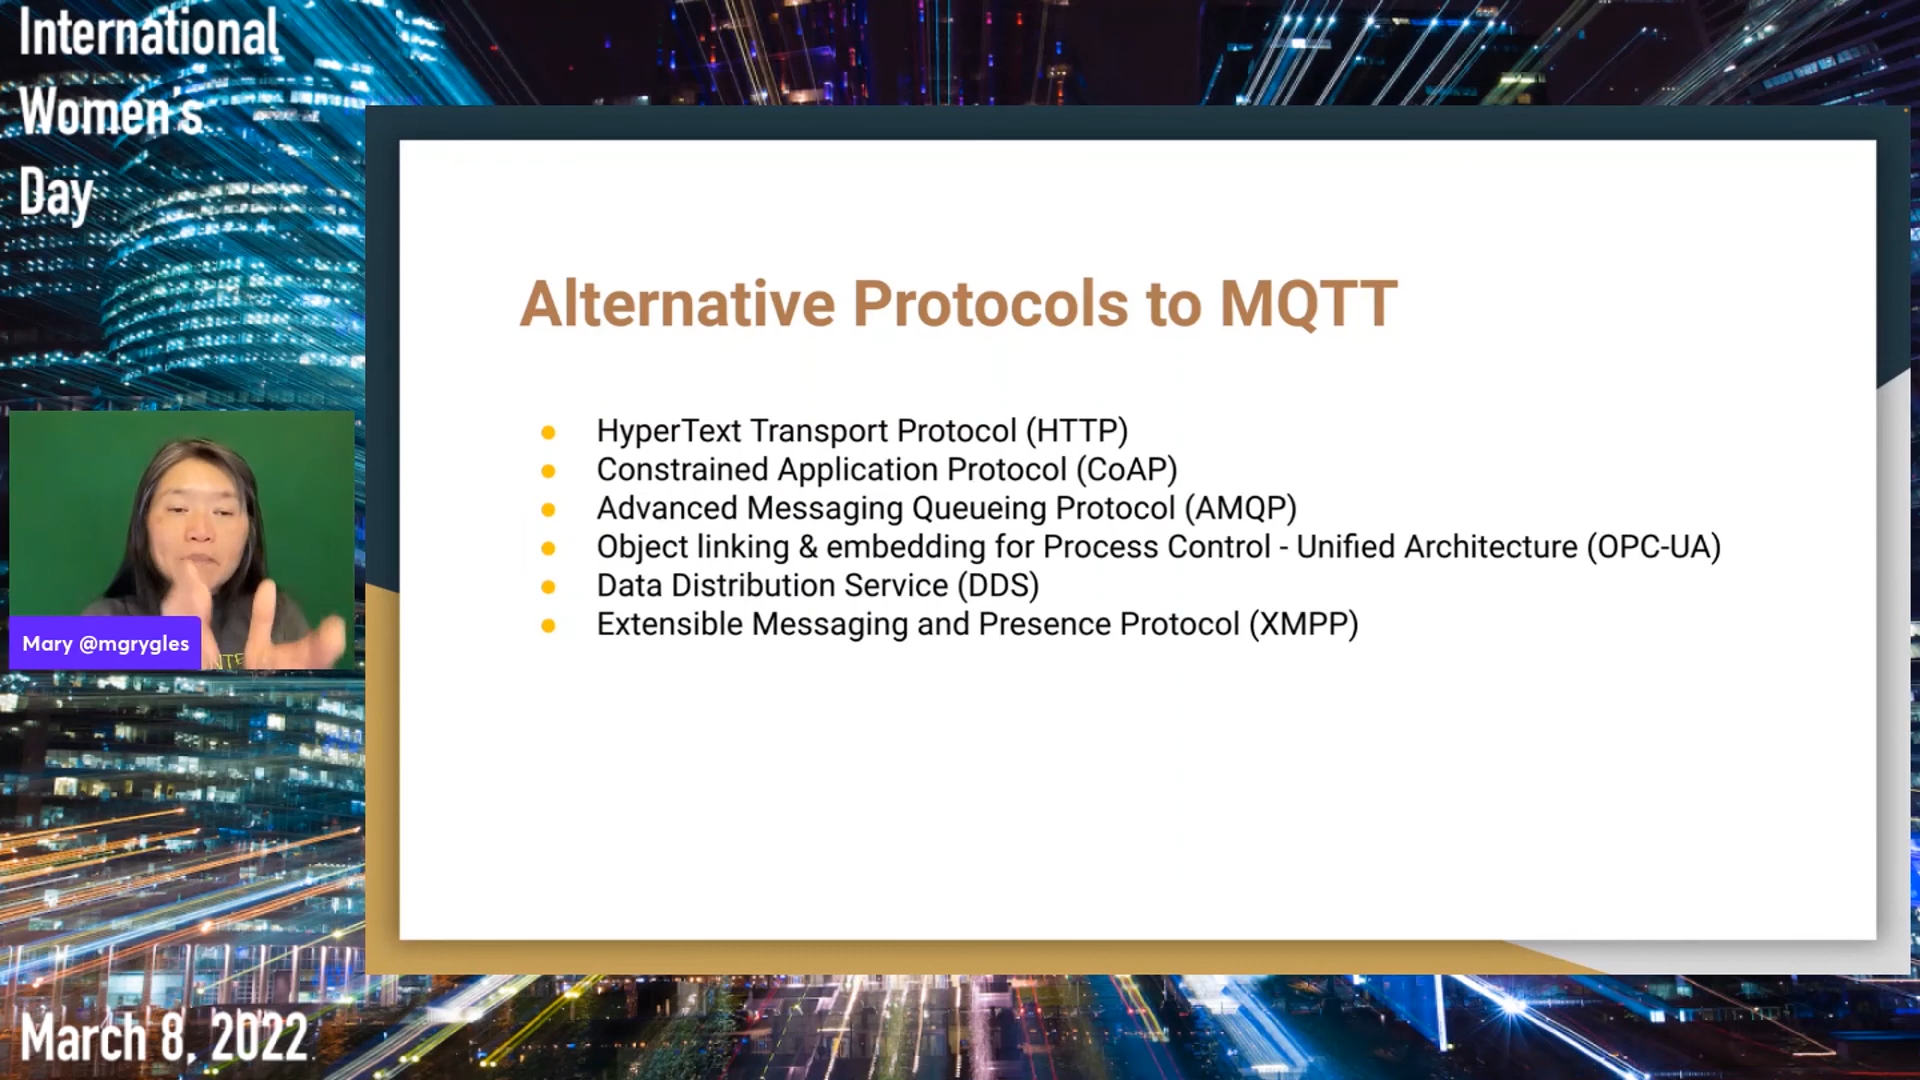 International
Women's
Day
Alternative Protocols to MQTT
HyperText Transport Protocol (HTTP)
Constrained Application Protocol (CoAP)
Advanced Messaging Queueing Protocol (AMQP)
Object linking & embedding for Process Control - Unified Architecture (OPC-UA)
Data Distribution Service (DDS)
Extensible Messaging and Presence Protocol (XMPP)
Mary @mgrygles
March 8, 2022